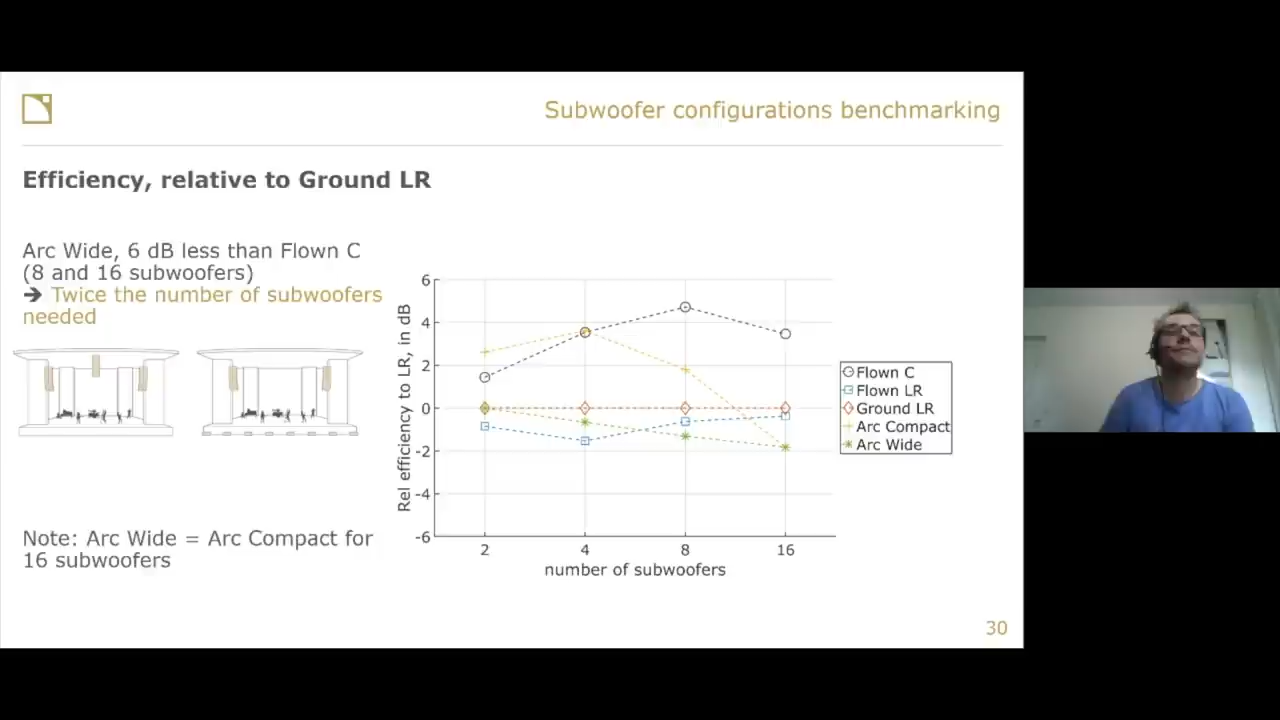 Subwoofer configurations benchmarking
Efficiency, relative to Ground LR
Arc Wide, 6 dB less than Flown C
(8 and 16 subwoofers)
➔ Twice the number of subwoofers
needed
Note: Arc Wide = Arc Compact for
16 subwoofers
Rel efficiency to LR, in dB
6
4
2
0
-2
-4
-6
2 4 8 16
number of subwoofers
Flown C
Flown LR
Ground LR
Arc Compact
Arc Wide
30